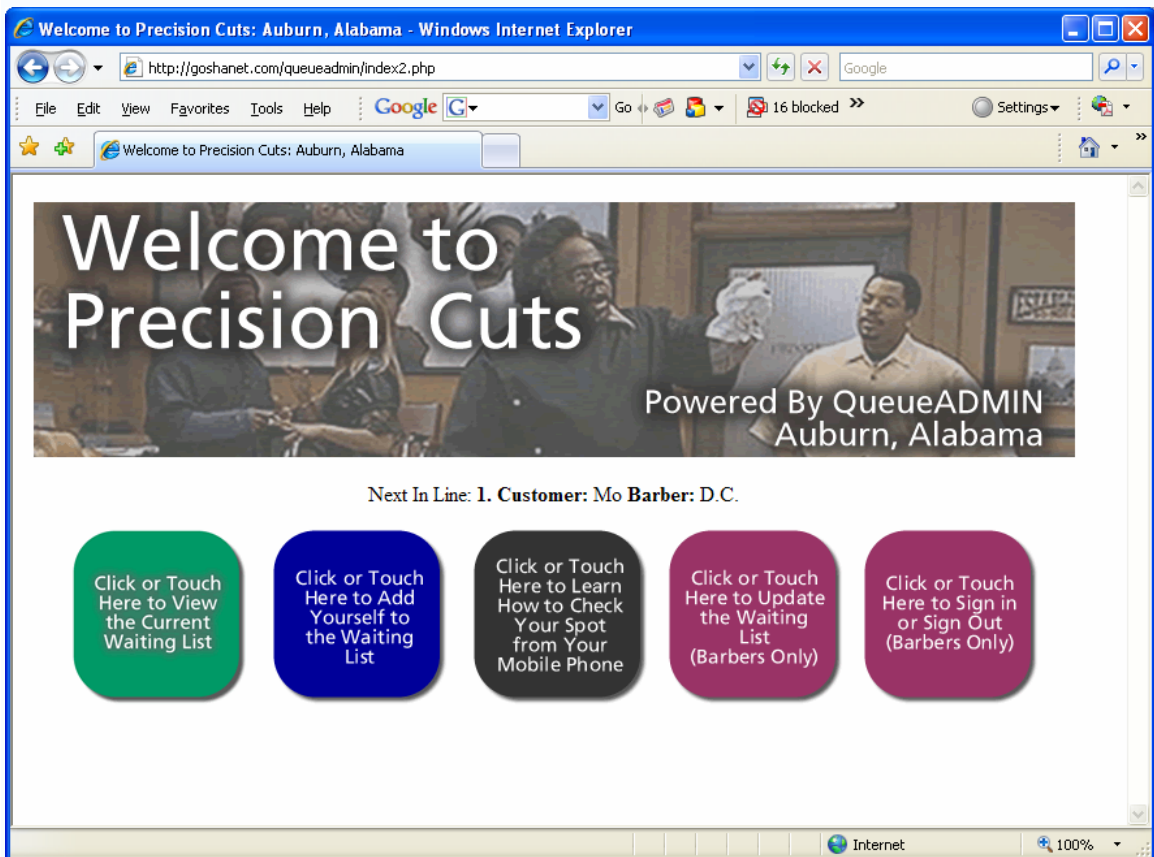 Welcome to Precision Cuts: Auburn, Alabama - Windows Internet Explorer
http://goshanet.com/queueadmin/index2.php
Google
File Edit View Favorites Tools Help
Google G
Go
16 blocked »
Settings
Welcome to Precision Cuts: Auburn, Alabama
»
Welcome to
Precision Cuts
Powered By QueueADMIN
Auburn, Alabama
Next In Line: 1. Customer: Mo Barber: D.C.
Click or Touch
Here to View
the Current
Waiting List
Click or Touch
Here to Add
Yourself to
the Waiting
List
Click or Touch
Here to Learn
How to Check
Your Spot
from Your
Mobile Phone
Click or Touch
Here to Update
the Waiting
List
(Barbers Only)
Click or Touch
Here to Sign in
or Sign Out
(Barbers Only)
Internet
100%